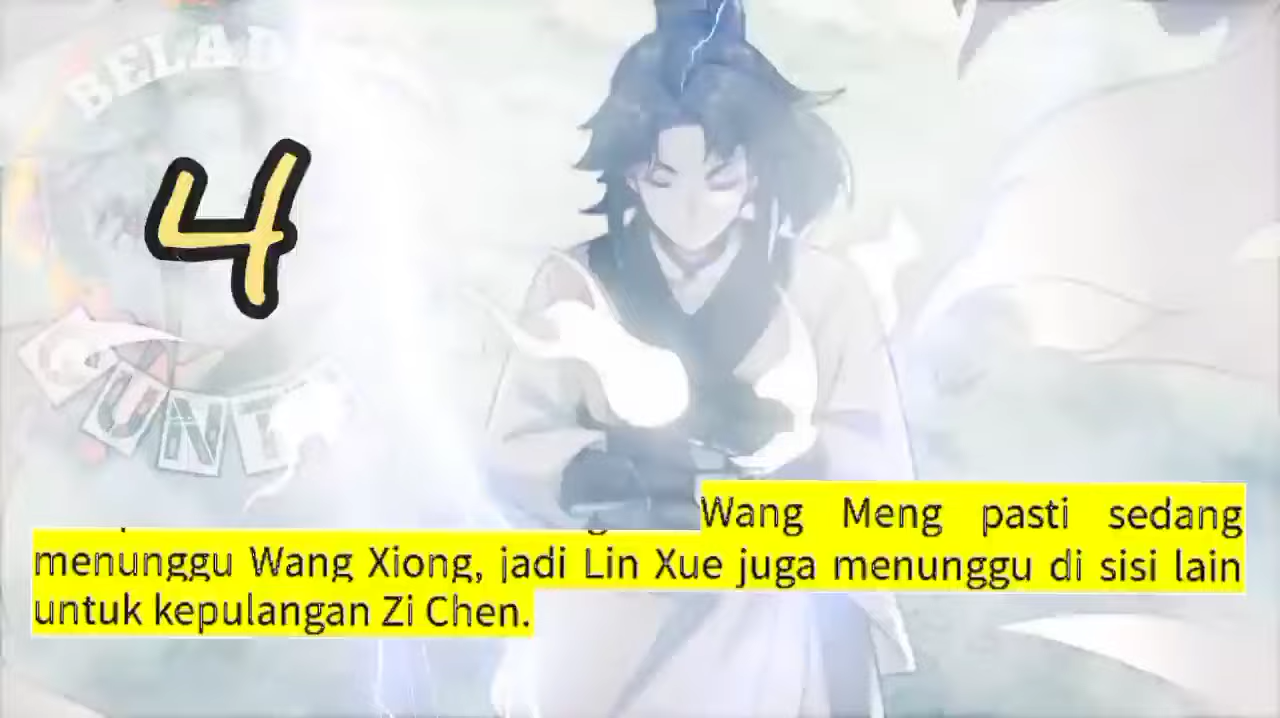 BELAD
4
Wang Meng pasti sedang
menunggu Wang Xiong, jadi Lin Xue juga menunggu di sisi lain
untuk kepulangan Zi Chen.